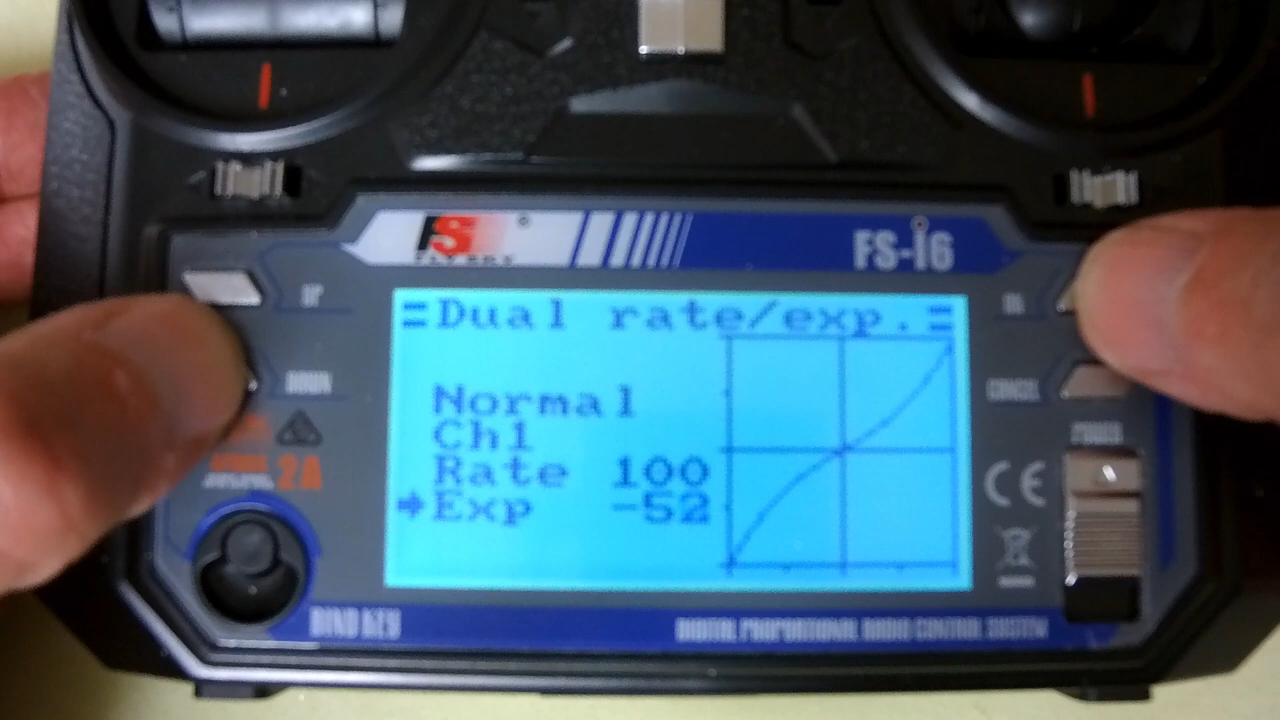 FS
FS-i6
UP
OK
=Dual rate/exp.=
DOWN
CANCEL
Normal
Ch1
POWER
Rate 100
2A
CE
Exp -52
BIND KEY
DIGITAL PROPORTIONAL RADIO CONTROL SYSTEM